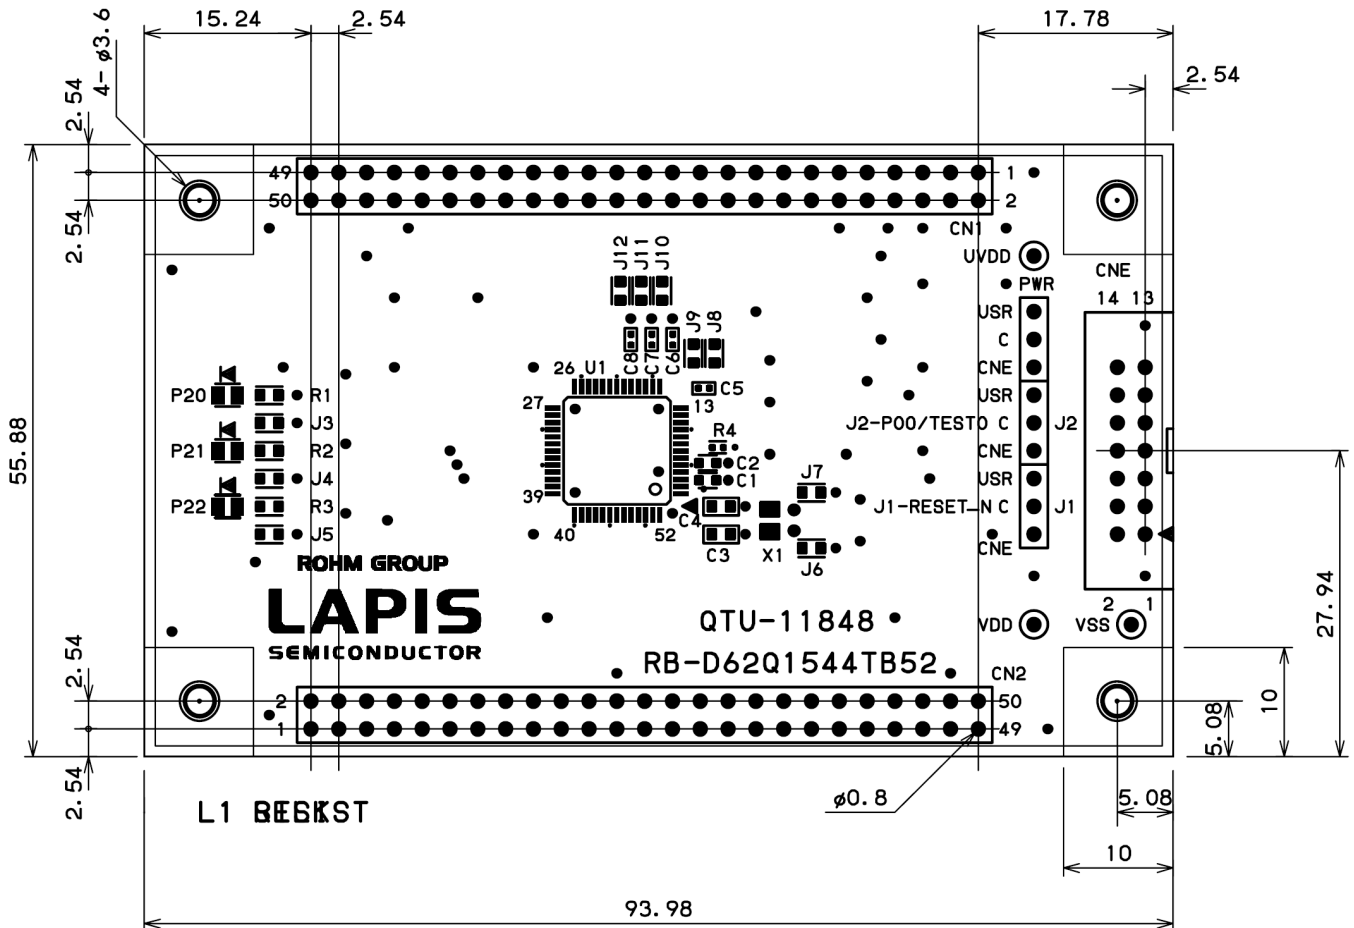 15.24
2.54
17.78
2.54
4- ø3.6
2.54
2.54
49
50
1
2
CN1
UVDD
PWR
CNE
14 13
J12
J11
J10
J9
J8
USR
C
CNE
C8
C7
C6
26
U1
C5
P20
R1
27
13
USR
J3
J2-P00/TEST0 C
J2
R4
P21
R2
C2
CNE
J4
C1
J7
USR
39
P22
R3
C4
J1-RESET_N C
J1
J5
40
52
C3
X1
J6
CNE
55.88
ROHM GROUP
LAPIS
SEMICONDUCTOR
QTU-11848
RB-D62Q1544TB52
VDD
VSS
2
1
27.94
CN2
2.54
2
1
50
49
2.54
10
5.08
L1
ø0.8
5.08
10
93.98